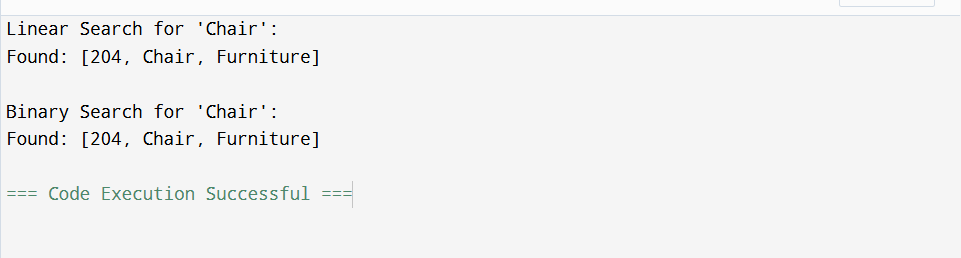 Linear Search for 'Chair':
Found: [204, Chair, Furniture]
Binary Search for 'Chair':
Found: [204, Chair, Furniture]
=== Code Execution Successful ===